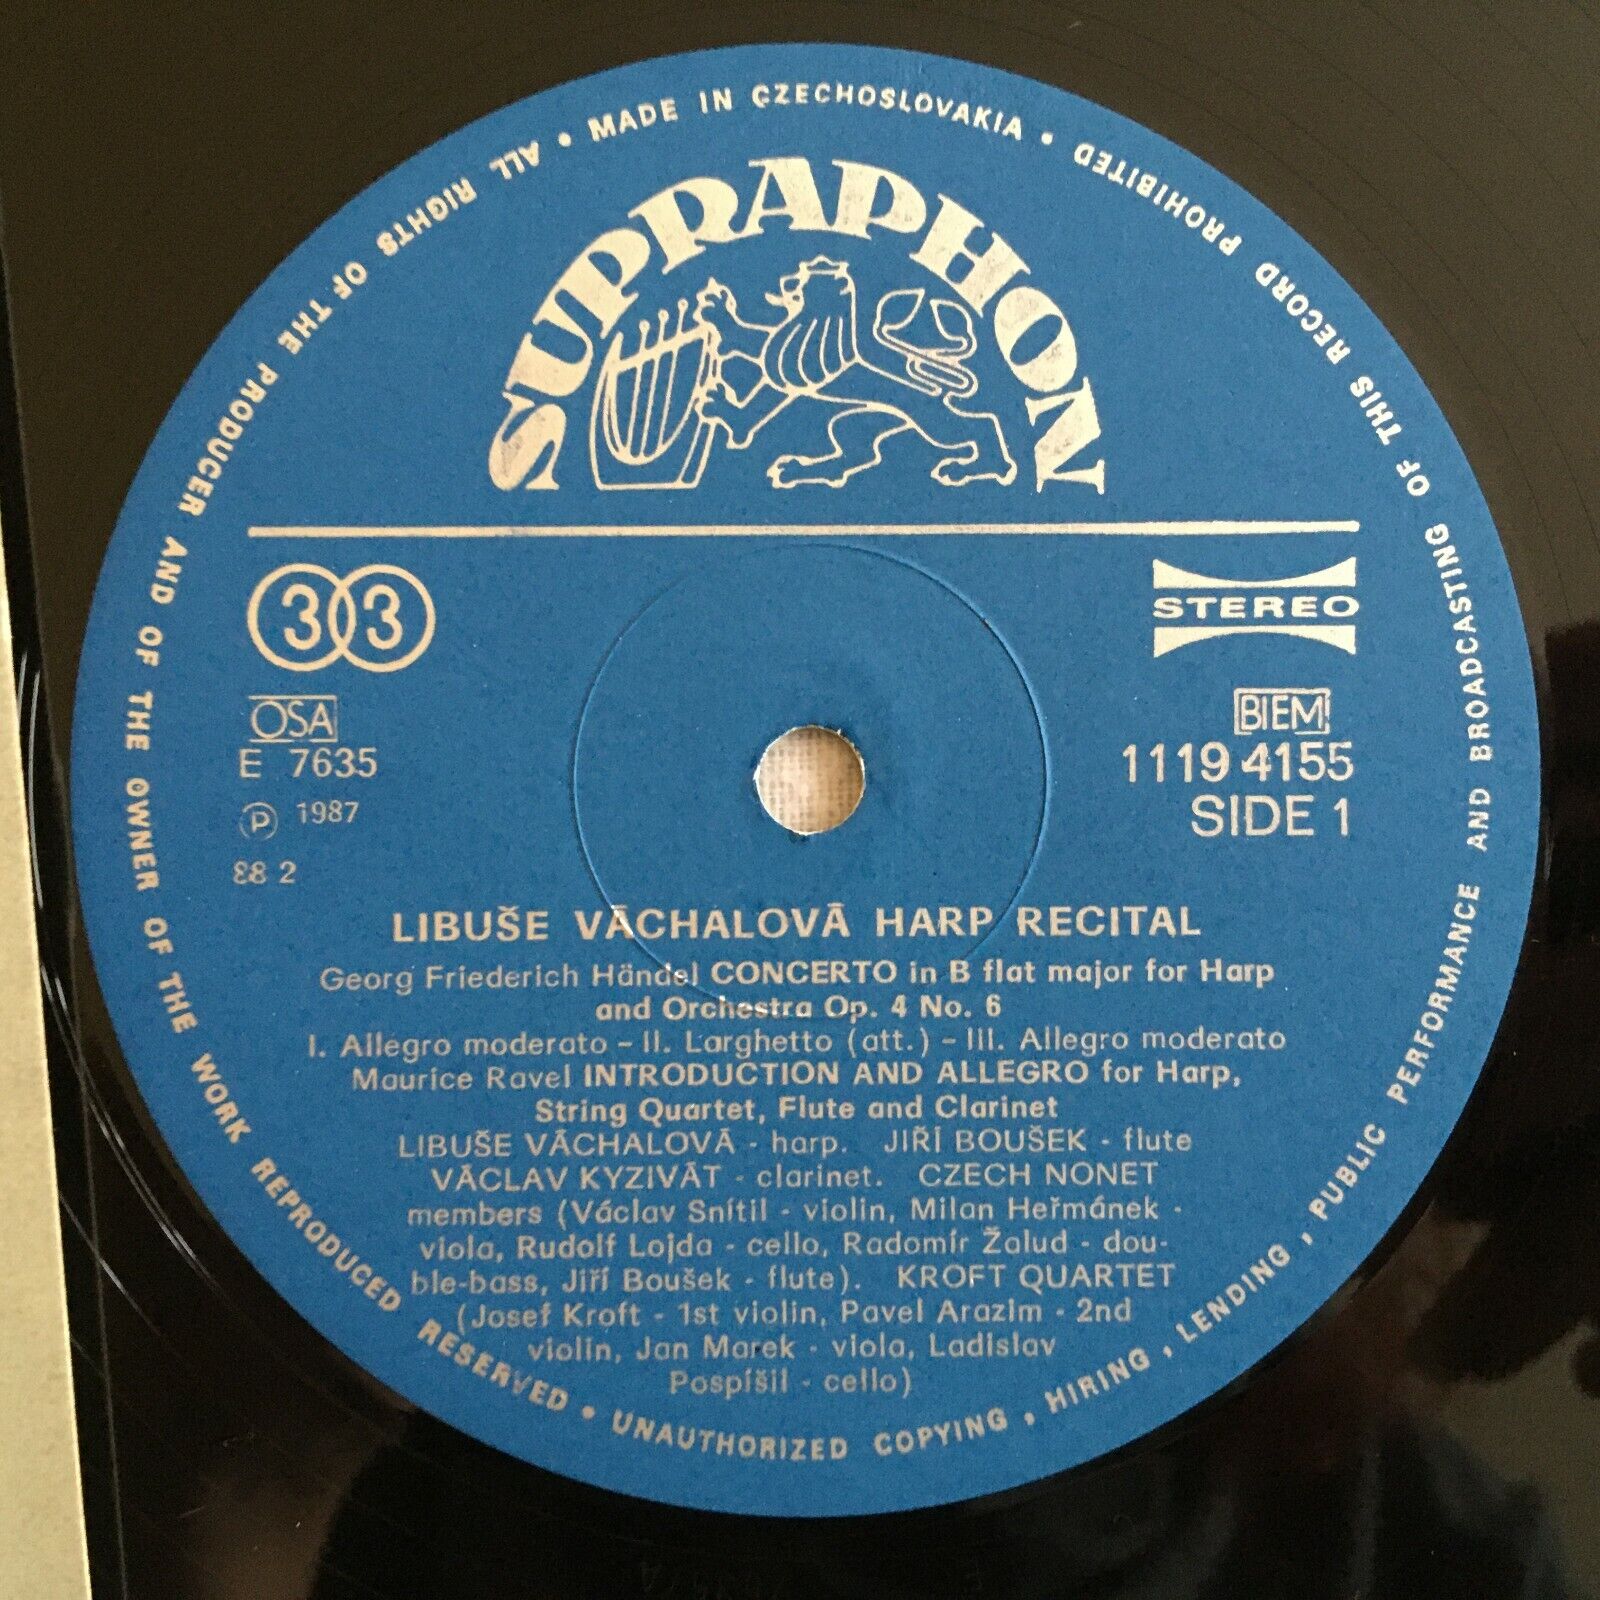 MADE IN CZECHOSLOVAKIA •
SUPRAPHON
33
STEREO
OSA
E 7635
Ⓟ 1987
88 2
BIEM
1119 4155
SIDE 1
LIBUŠE VÁCHALOVÁ HARP RECITAL
Georg Friederich Händel CONCERTO in B flat major for Harp
and Orchestra Op. 4 No. 6
I. Allegro moderato – II. Larghetto (att.) – III. Allegro moderato
Maurice Ravel INTRODUCTION AND ALLEGRO for Harp,
String Quartet, Flute and Clarinet
LIBUŠE VÁCHALOVÁ - harp. JIŘÍ BOUŠEK - flute
VÁCLAV KYZIVÁT - clarinet. CZECH NONET
members (Václav Snítil - violin, Milan Heřmánek -
viola, Rudolf Lojda - cello, Radomír Žalud - dou-
ble-bass, Jiří Boušek - flute). KROFT QUARTET
(Josef Kroft - 1st violin, Pavel Arazim - 2nd
violin, Jan Marek - viola, Ladislav
Pospíšil - cello)
ALL RIGHTS OF THE PRODUCER AND OF THE OWNER OF THE WORK REPRODUCED RESERVED • UNAUTHORIZED COPYING, HIRING, LENDING, PUBLIC PERFORMANCE AND BROADCASTING OF THIS RECORD PROHIBITED •